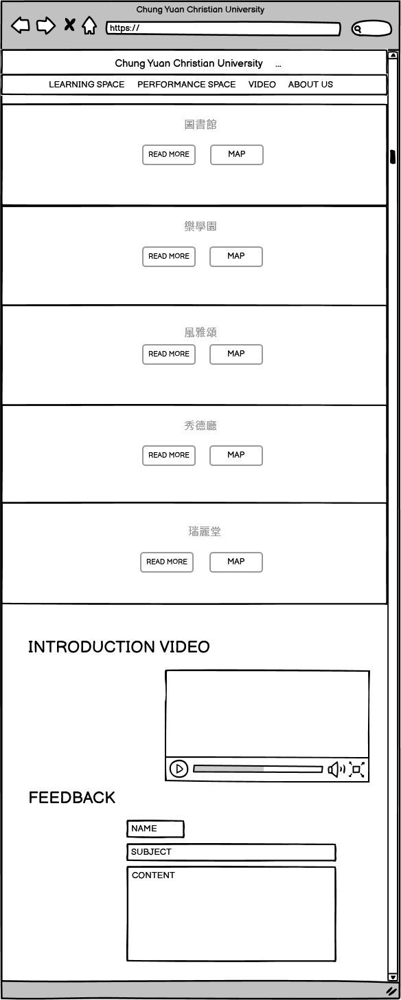 Chung Yuan Christian University
https://
Chung Yuan Christian University ...
LEARNING SPACE PERFORMANCE SPACE VIDEO ABOUT US
圖書館
READ MORE MAP
樂學園
READ MORE MAP
風雅頌
READ MORE MAP
秀德廳
READ MORE MAP
瑞麗堂
READ MORE MAP
INTRODUCTION VIDEO
FEEDBACK
NAME
SUBJECT
CONTENT